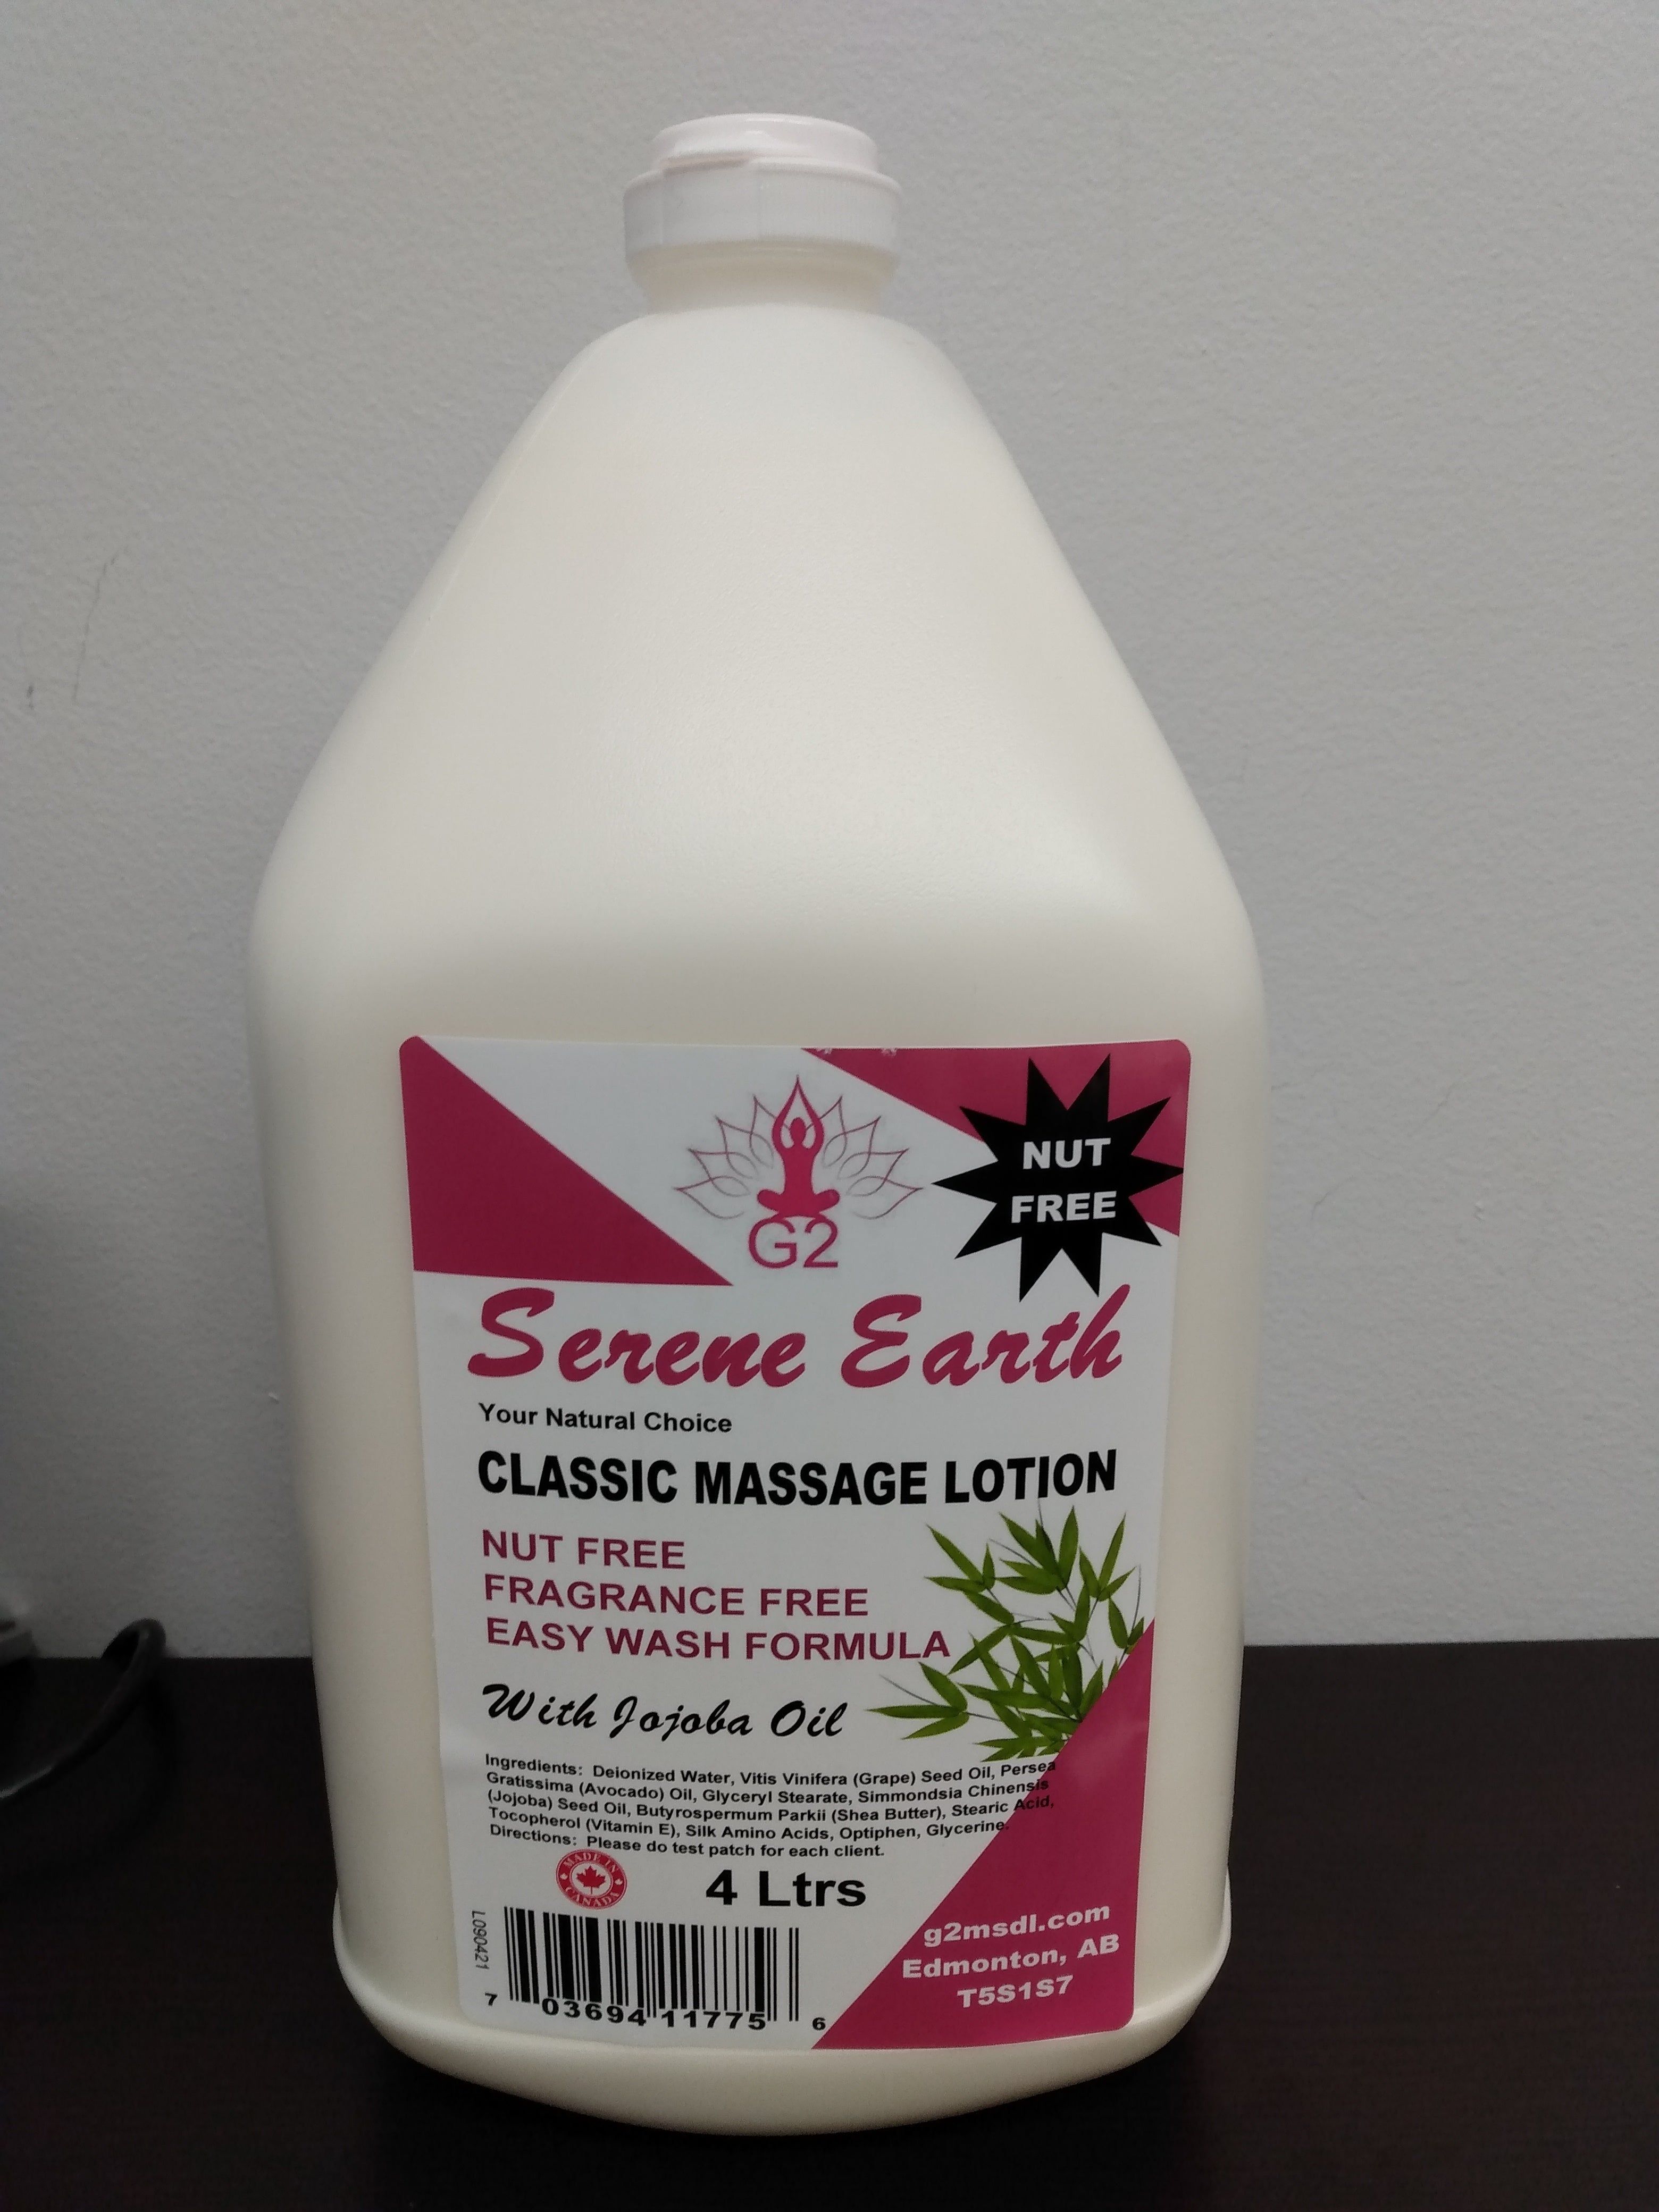 NUT
FREE
G2
Serene Earth
Your Natural Choice
CLASSIC MASSAGE LOTION
NUT FREE
FRAGRANCE FREE
EASY WASH FORMULA
With Jojoba Oil
Ingredients: Deionized Water, Vitis Vinifera (Grape) Seed Oil, Persea
Gratissima (Avocado) Oil, Glyceryl Stearate, Simmondsia Chinensis
(Jojoba) Seed Oil, Butyrospermum Parkii (Shea Butter), Stearic Acid,
Tocopherol (Vitamin E), Silk Amino Acids, Optiphen, Glycerine.
Directions: Please do test patch for each client.
MADE IN
CANADA
4 Ltrs
L090421
7 03694 11775 6
g2msdl.com
Edmonton, AB
T5S1S7